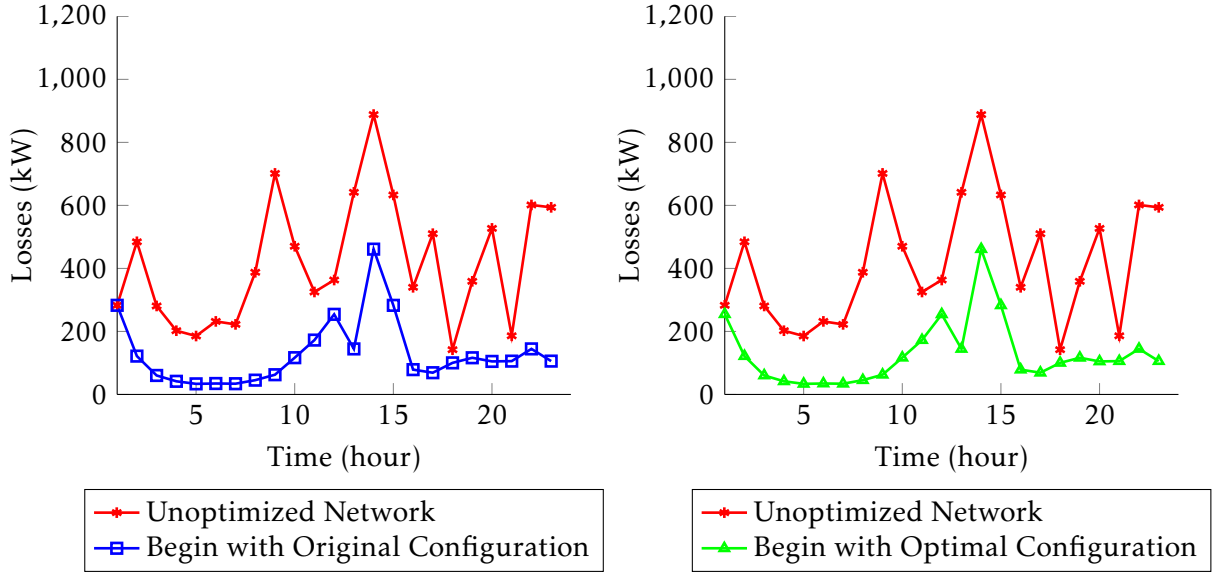 1,200
1,000
800
600
400
200
0
Losses (kW)
5 10 15 20
Time (hour)
Unoptimized Network
Begin with Original Configuration
1,200
1,000
800
600
400
200
0
Losses (kW)
5 10 15 20
Time (hour)
Unoptimized Network
Begin with Optimal Configuration